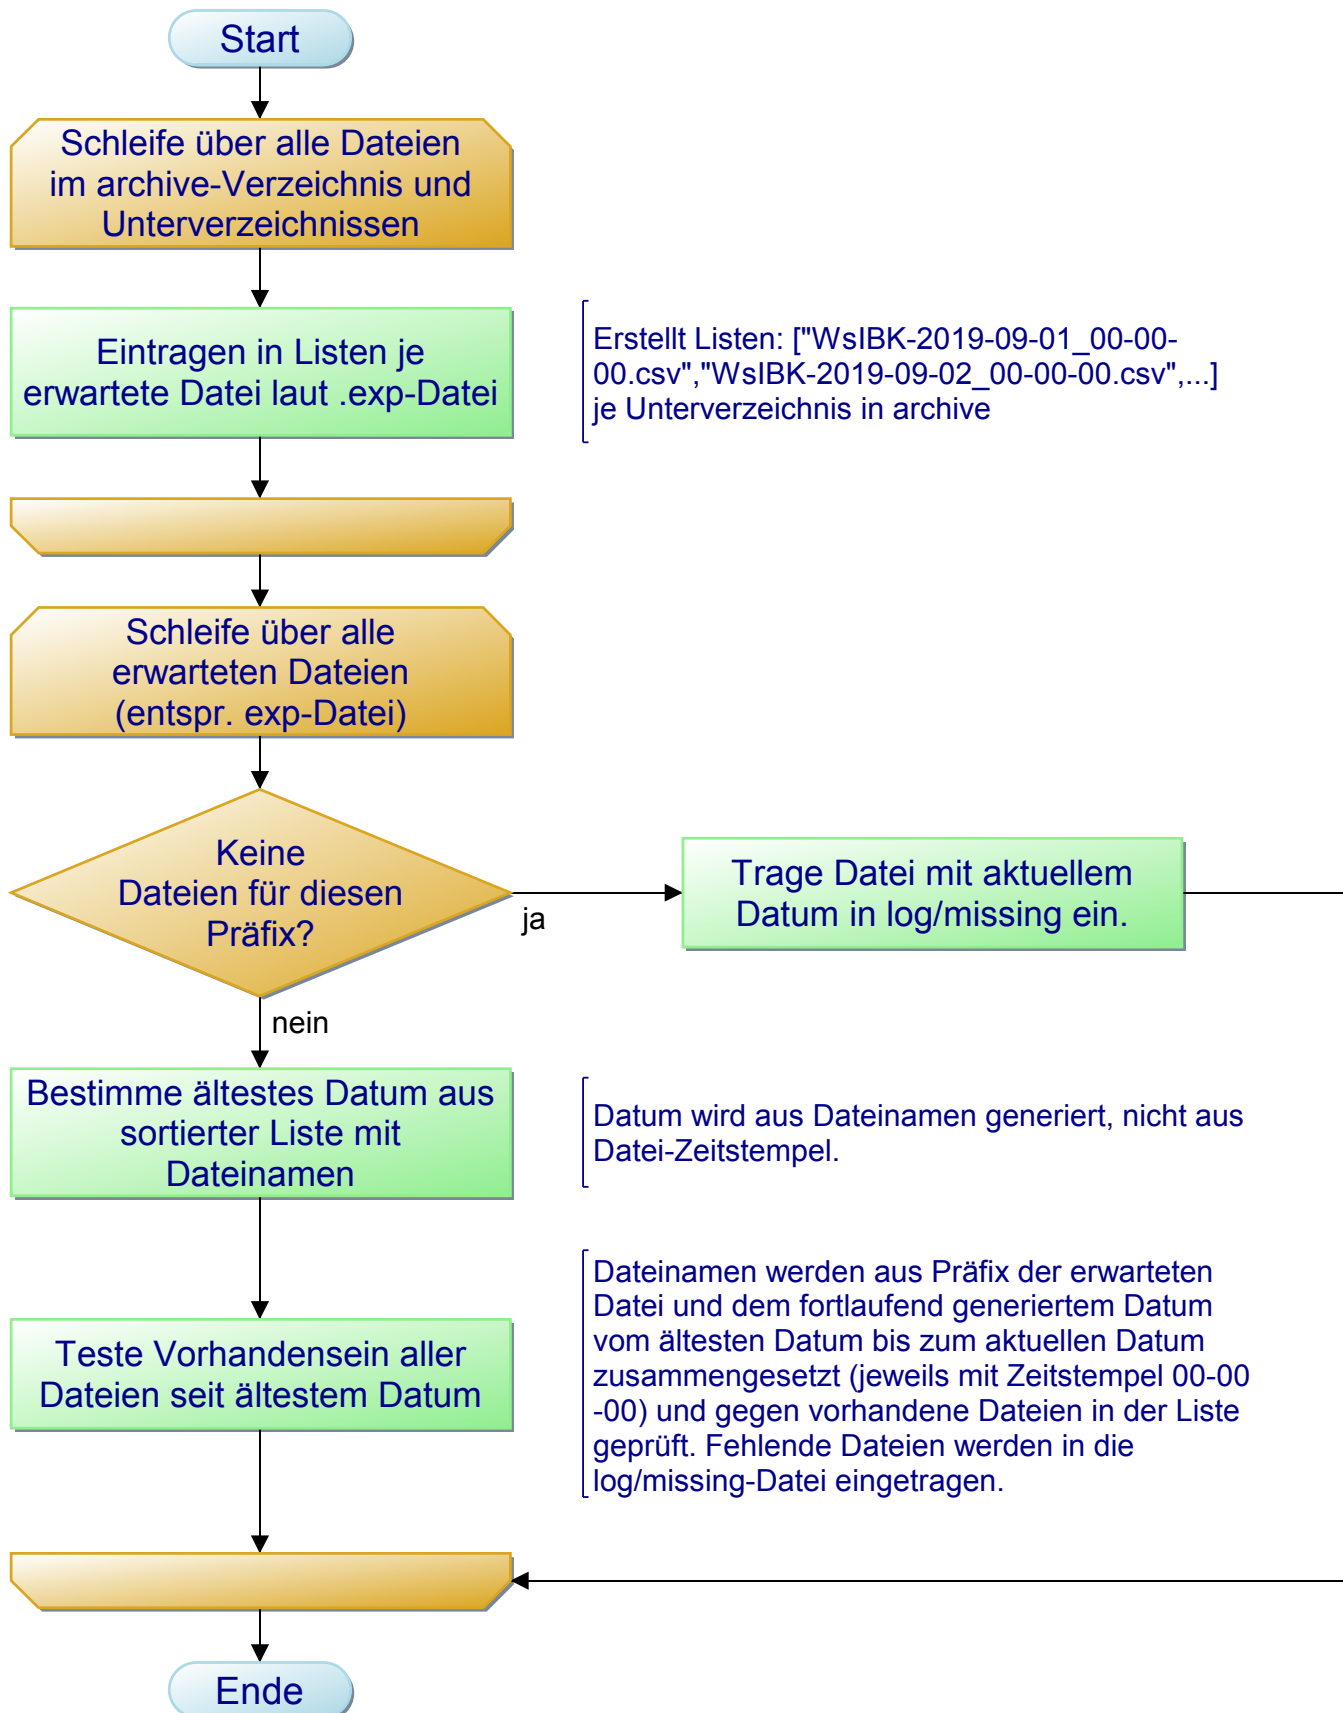 Start
Schleife über alle Dateien
im archive-Verzeichnis und
Unterverzeichnissen
Eintragen in Listen je
erwartete Datei laut .exp-Datei
Erstellt Listen: ["WsIBK-2019-09-01_00-00-
00.csv","WsIBK-2019-09-02_00-00-00.csv",...]
je Unterverzeichnis in archive
Schleife über alle
erwarteten Dateien
(entspr. exp-Datei)
Keine
Dateien für diesen
Präfix?
ja
Trage Datei mit aktuellem
Datum in log/missing ein.
nein
Bestimme ältestes Datum aus
sortierter Liste mit
Dateinamen
Datum wird aus Dateinamen generiert, nicht aus
Datei-Zeitstempel.
Teste Vorhandensein aller
Dateien seit ältestem Datum
Dateinamen werden aus Präfix der erwarteten
Datei und dem fortlaufend generiertem Datum
vom ältesten Datum bis zum aktuellen Datum
zusammengesetzt (jeweils mit Zeitstempel 00-00
-00) und gegen vorhandene Dateien in der Liste
geprüft. Fehlende Dateien werden in die
log/missing-Datei eingetragen.
Ende